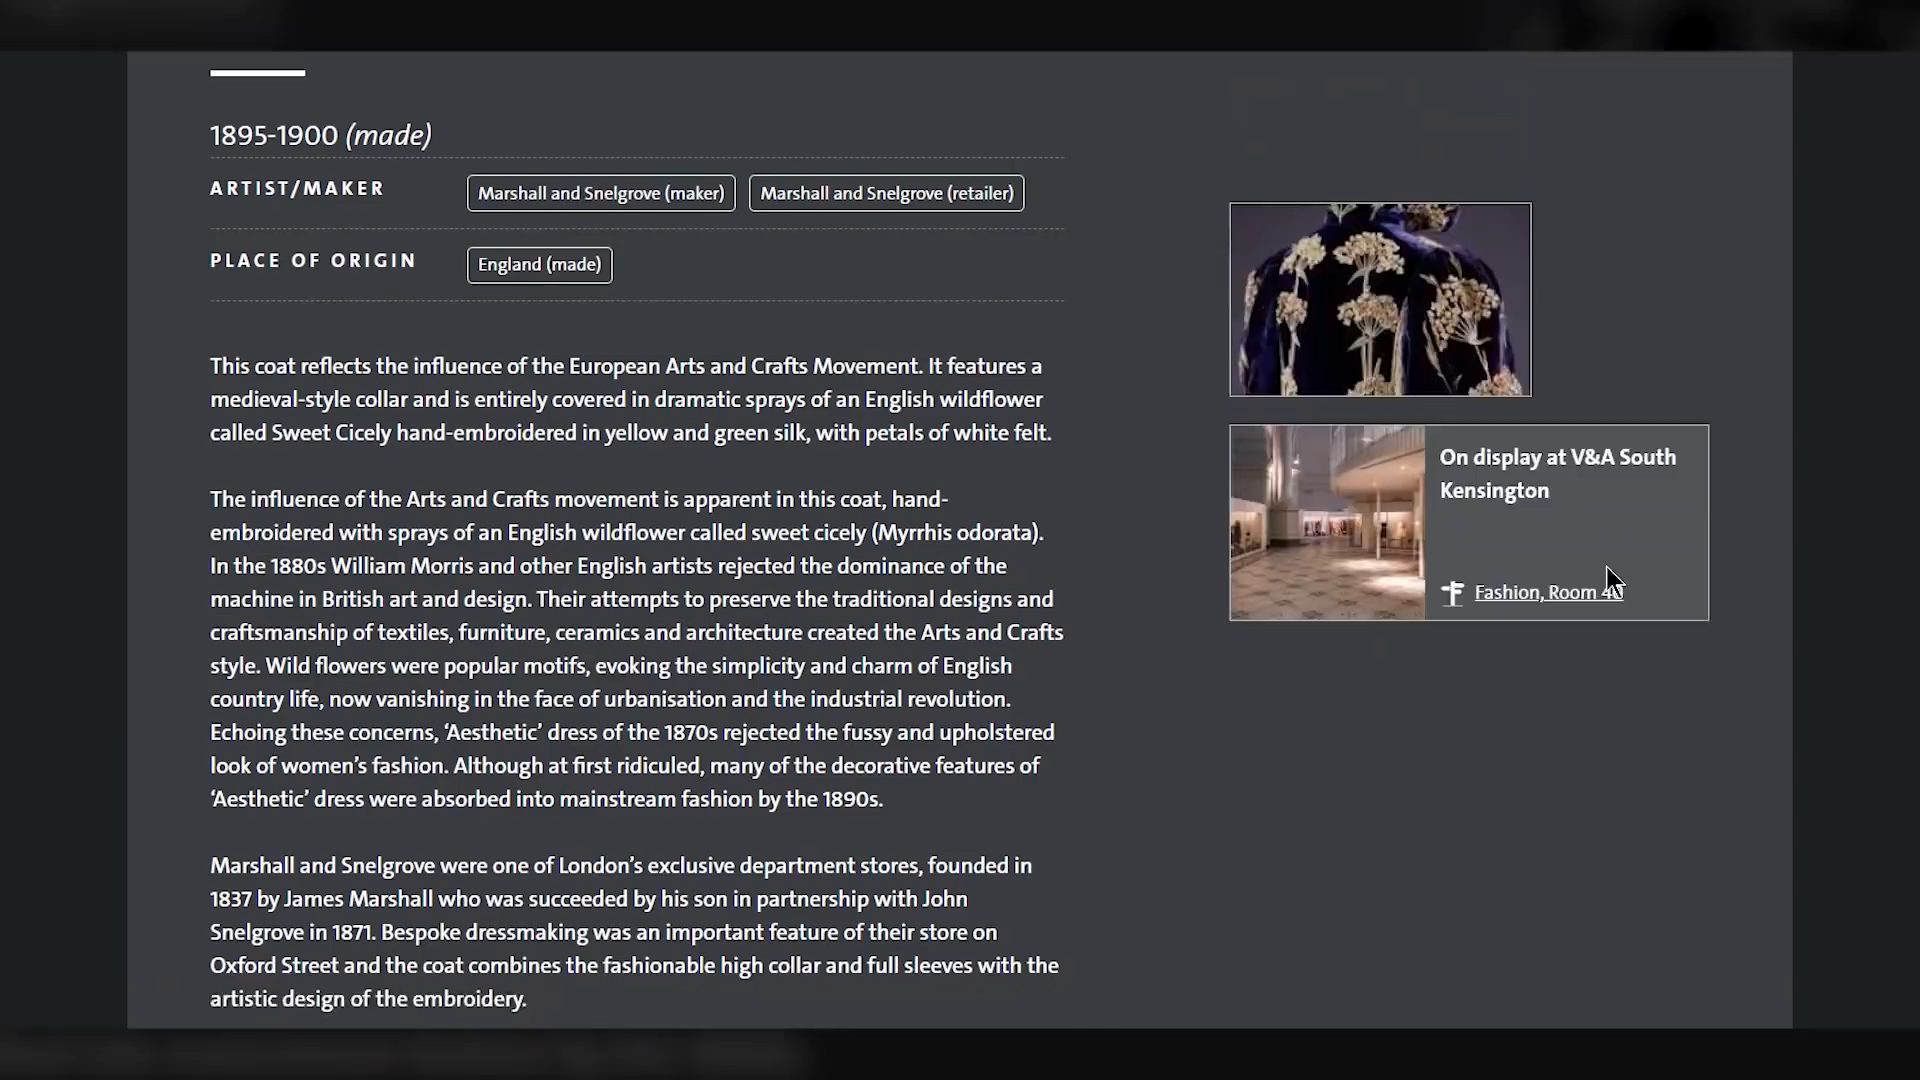 1895-1900 (made)
ARTIST/MAKER
Marshall and Snelgrove (maker)
Marshall and Snelgrove (retailer)
PLACE OF ORIGIN
England (made)
This coat reflects the influence of the European Arts and Crafts Movement. It features a
medieval-style collar and is entirely covered in dramatic sprays of an English wildflower
called Sweet Cicely hand-embroidered in yellow and green silk, with petals of white felt.
The influence of the Arts and Crafts movement is apparent in this coat, hand-
embroidered with sprays of an English wildflower called sweet cicely (Myrrhis odorata).
In the 1880s William Morris and other English artists rejected the dominance of the
machine in British art and design. Their attempts to preserve the traditional designs and
craftsmanship of textiles, furniture, ceramics and architecture created the Arts and Crafts
style. Wild flowers were popular motifs, evoking the simplicity and charm of English
country life, now vanishing in the face of urbanisation and the industrial revolution.
Echoing these concerns, ‘Aesthetic’ dress of the 1870s rejected the fussy and upholstered
look of women’s fashion. Although at first ridiculed, many of the decorative features of
‘Aesthetic’ dress were absorbed into mainstream fashion by the 1890s.
Marshall and Snelgrove were one of London’s exclusive department stores, founded in
1837 by James Marshall who was succeeded by his son in partnership with John
Snelgrove in 1871. Bespoke dressmaking was an important feature of their store on
Oxford Street and the coat combines the fashionable high collar and full sleeves with the
artistic design of the embroidery.
On display at V&A South
Kensington
Fashion, Room 40